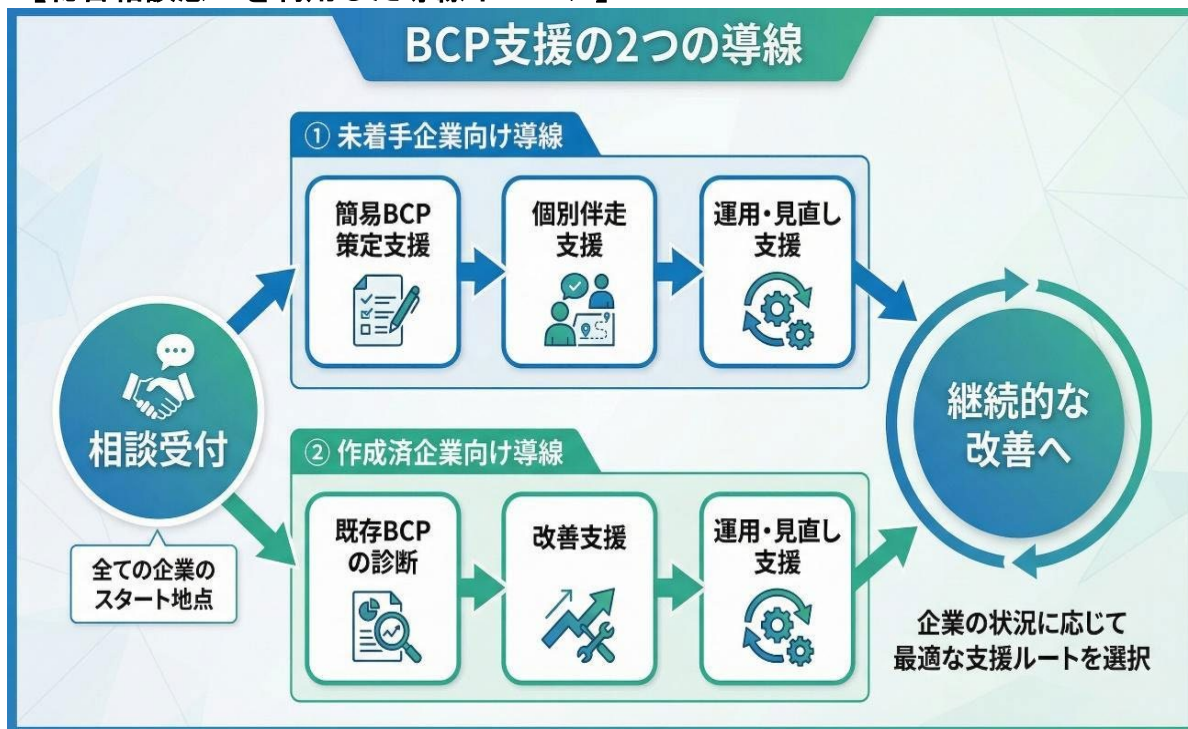 BCP支援の2つの導線
① 未着手企業向け導線
簡易BCP
策定支援
個別伴走
支援
運用・見直し
支援
相談受付
全ての企業の
スタート地点
② 作成済企業向け導線
既存BCP
の診断
改善支援
運用・見直し
支援
継続的な
改善へ
企業の状況に応じて
最適な支援ルートを選択